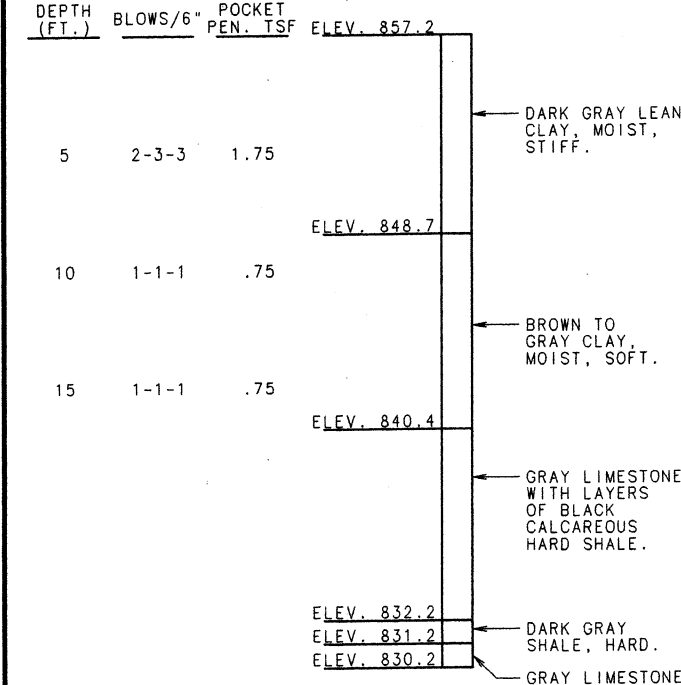 DEPTH (FT.) BLOWS/6" POCKET PEN. TSF
ELEV. 857.2
DARK GRAY LEAN
CLAY, MOIST,
STIFF.
5 2-3-3 1.75
ELEV. 848.7
10 1-1-1 .75
BROWN TO
GRAY CLAY,
MOIST, SOFT.
15 1-1-1 .75
ELEV. 840.4
GRAY LIMESTONE
WITH LAYERS
OF BLACK
CALCAREOUS
HARD SHALE.
ELEV. 832.2
DARK GRAY
SHALE, HARD.
ELEV. 831.2
ELEV. 830.2
GRAY LIMESTONE